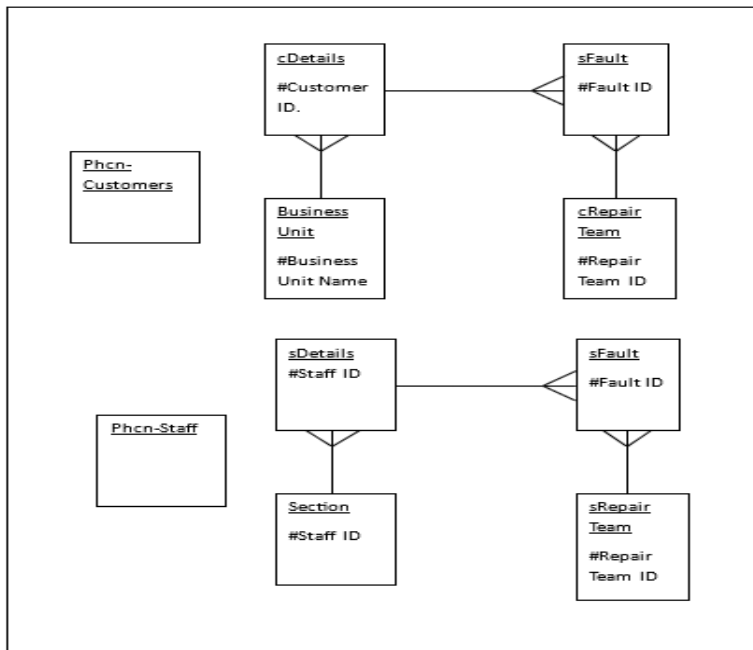 cDetails
#Customer
ID.
sFault
#Fault ID
Phcn-
Customers
Business
Unit
#Business
Unit Name
cRepair
Team
#Repair
Team ID
sDetails
#Staff ID
sFault
#Fault ID
Phcn-Staff
Section
#Staff ID
sRepair
Team
#Repair
Team ID